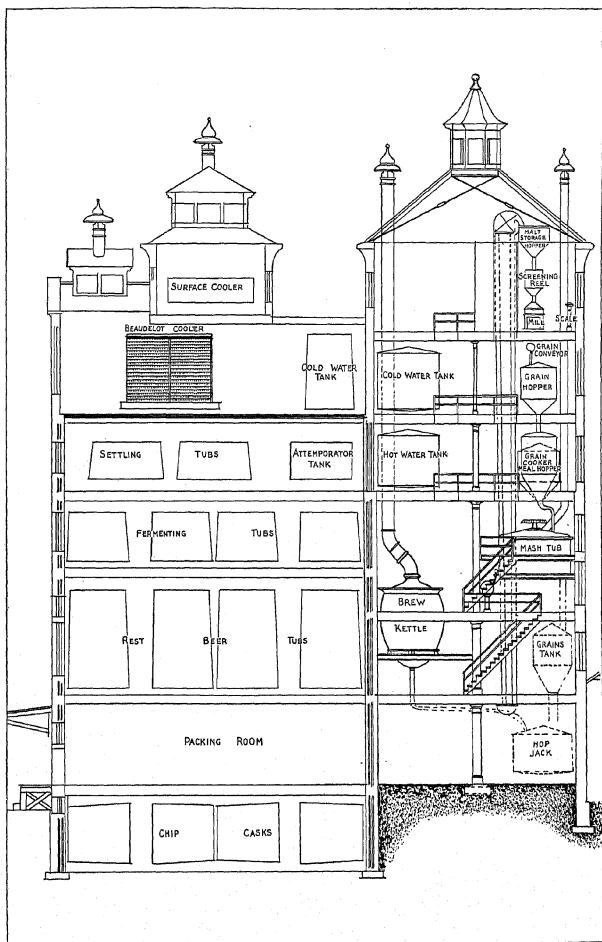 MALT
STORAGE
HOPPER
SCREENING
REEL
SURFACE COOLER
MILL
SCALE
BEAUDELOT COOLER
GRAIN
CONVEYOR
COLD WATER
TANK
COLD WATER TANK
GRAIN
HOPPER
SETTLING TUBS
ATTEMPORATOR
TANK
HOT WATER TANK
GRAIN
COOKER
MEAL HOPPER
FERMENTING TUBS
MASH TUB
BREW
KETTLE
REST BEER TUBS
GRAINS
TANK
PACKING ROOM
HOP
JACK
CHIP CASKS